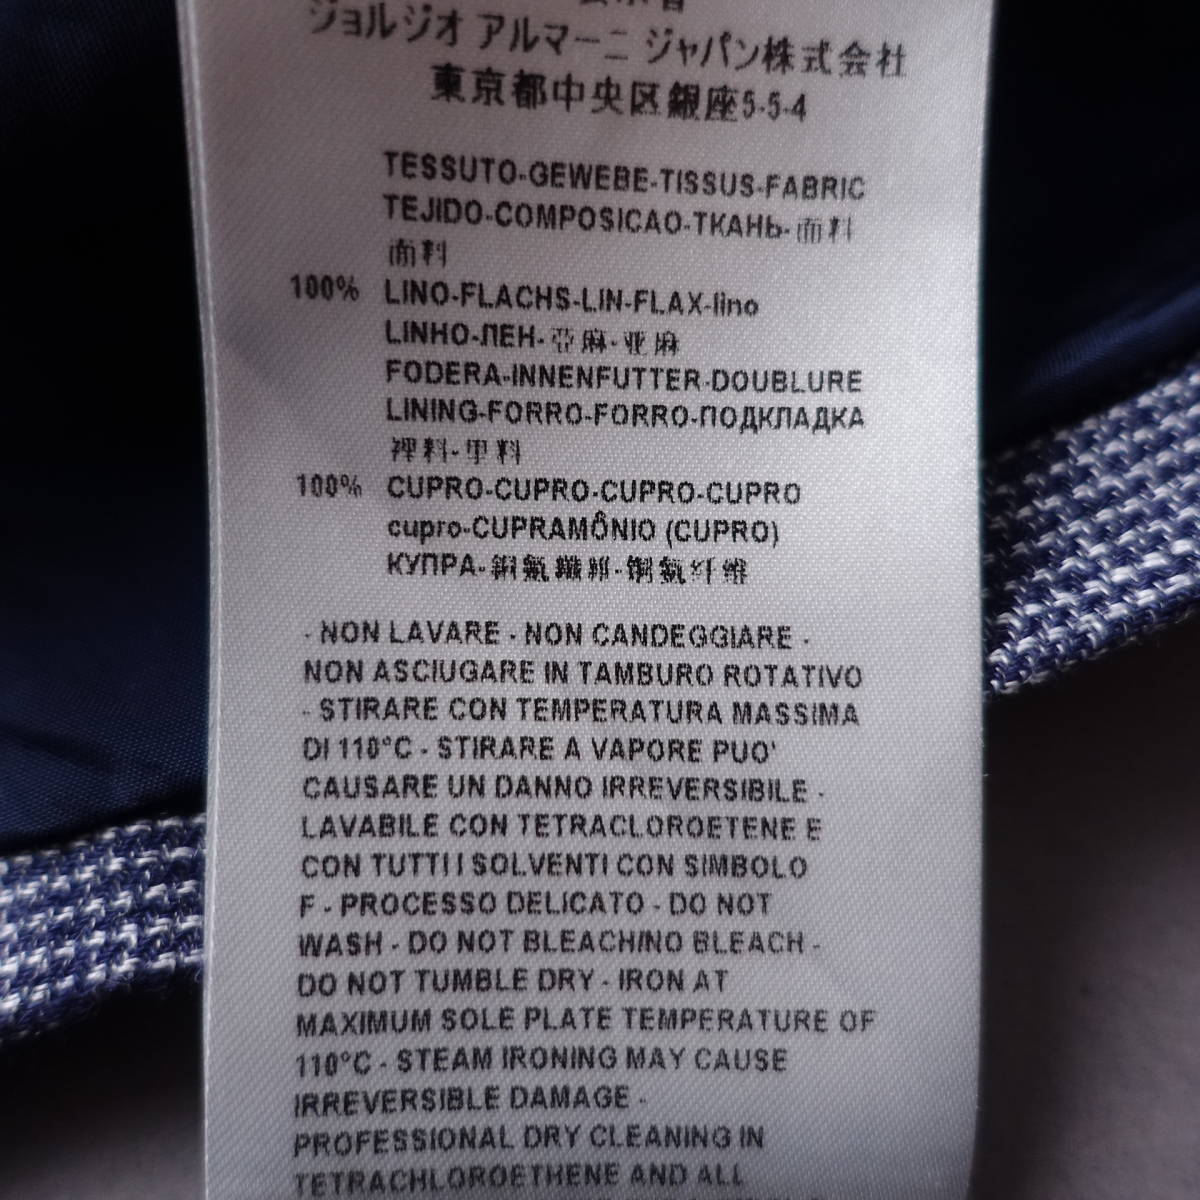 ジョルジオ アルマーニ ジャパン株式会社
東京都中央区銀座5-5-4
TESSUTO-GEWEBE-TISSUS-FABRIC
TEJIDO-COMPOSICAO-ТКАНЬ-面料
面料
100% LINO-FLACHS-LIN-FLAX-lino
LINHO-ЛЕН-亞麻-亚麻
FODERA-INNENFUTTER-DOUBLURE
LINING-FORRO-FORRO-ПОДКЛАДКА
裡料-里料
100% CUPRO-CUPRO-CUPRO-CUPRO
cupro-CUPRAMÔNIO (CUPRO)
КУПРА-銅氨纖維-铜氨纤维
- NON LAVARE - NON CANDEGGIARE -
NON ASCIUGARE IN TAMBURO ROTATIVO
- STIRARE CON TEMPERATURA MASSIMA
DI 110°C - STIRARE A VAPORE PUO'
CAUSARE UN DANNO IRREVERSIBILE -
LAVABILE CON TETRACLOROETENE E
CON TUTTI I SOLVENTI CON SIMBOLO
F - PROCESSO DELICATO - DO NOT
WASH - DO NOT BLEACH/NO BLEACH -
DO NOT TUMBLE DRY - IRON AT
MAXIMUM SOLE PLATE TEMPERATURE OF
110°C - STEAM IRONING MAY CAUSE
IRREVERSIBLE DAMAGE -
PROFESSIONAL DRY CLEANING IN
TETRACHLOROETHENE AND ALL